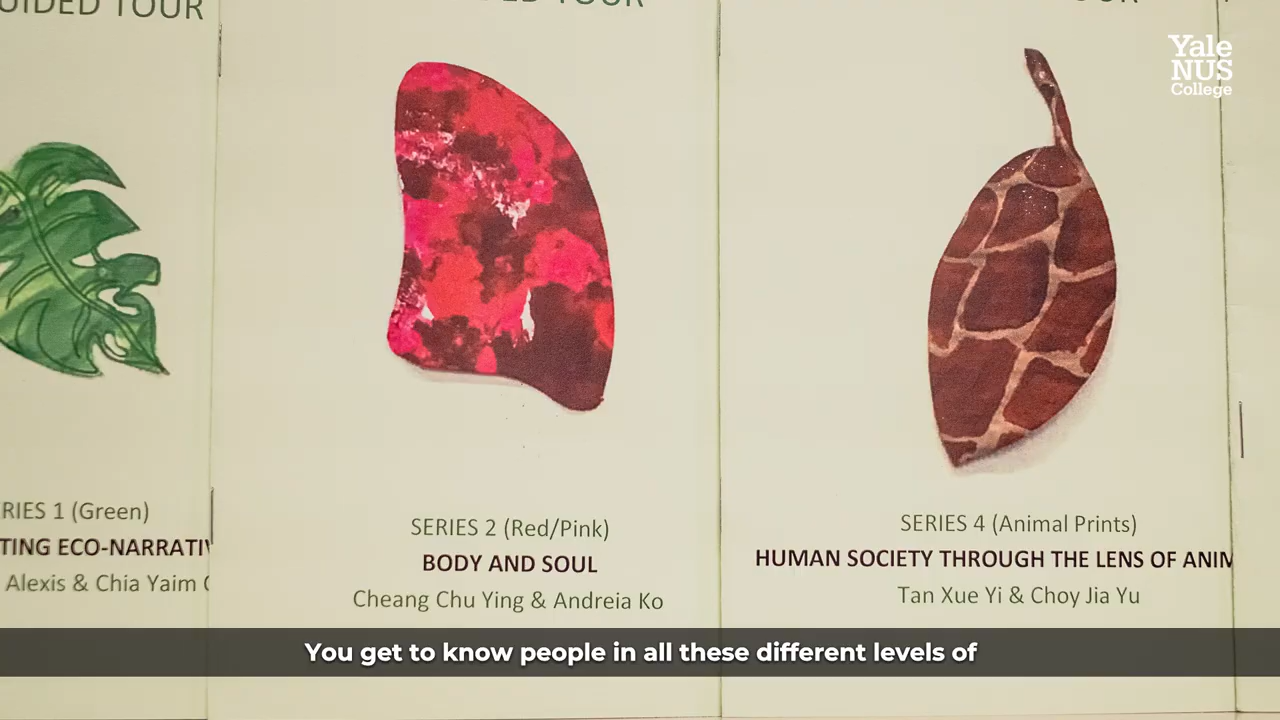 UIDED TOUR
TOUR
Yale
NUS
College
RIES 1 (Green)
TING ECO-NARRATIV
Alexis & Chia Yaim
SERIES 2 (Red/Pink)
BODY AND SOUL
Cheang Chu Ying & Andreia Ko
SERIES 4 (Animal Prints)
HUMAN SOCIETY THROUGH THE LENS OF ANIM
Tan Xue Yi & Choy Jia Yu
You get to know people in all these different levels of